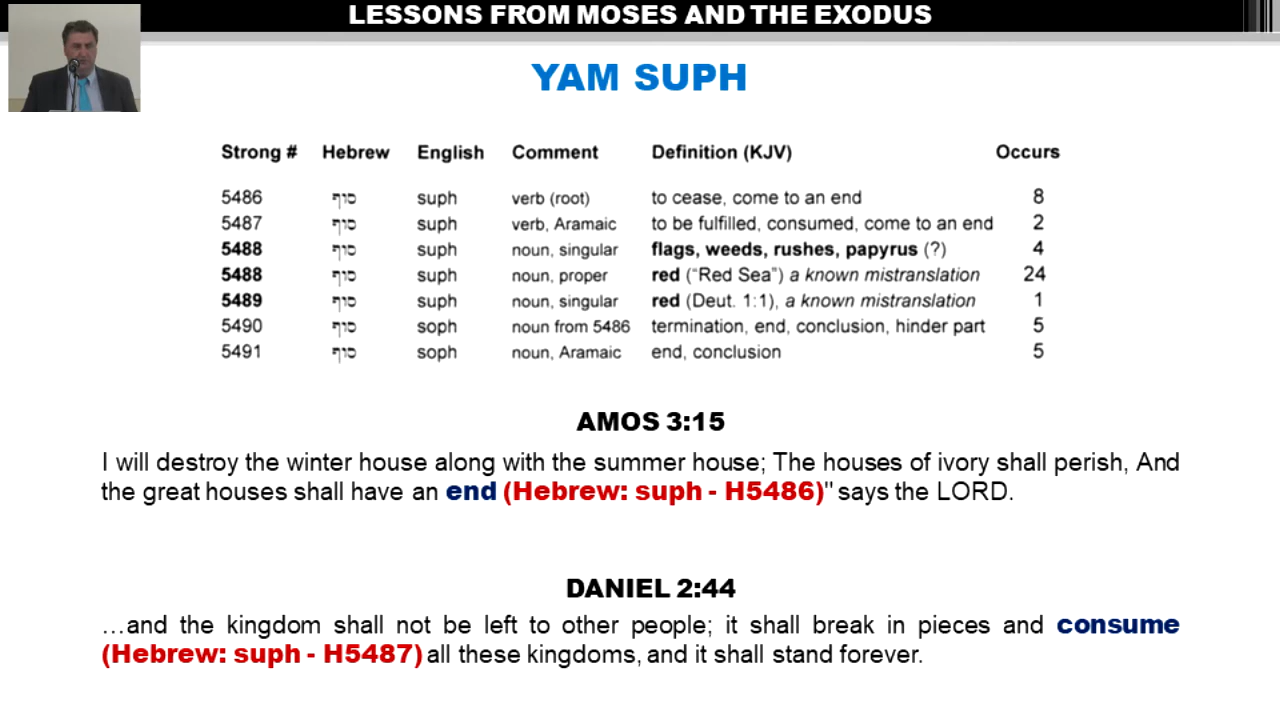 LESSONS FROM MOSES AND THE EXODUS
YAM SUPH
Strong # Hebrew English Comment Definition (KJV) Occurs
5486 סוף suph verb (root) to cease, come to an end 8
5487 סוף suph verb, Aramaic to be fulfilled, consumed, come to an end 2
5488 סוף suph noun, singular flags, weeds, rushes, papyrus (?) 4
5488 סוף suph noun, proper red ("Red Sea") a known mistranslation 24
5489 סוף suph noun, singular red (Deut. 1:1), a known mistranslation 1
5490 סוף soph noun from 5486 termination, end, conclusion, hinder part 5
5491 סוף soph noun, Aramaic end, conclusion 5
AMOS 3:15
I will destroy the winter house along with the summer house; The houses of ivory shall perish, And
the great houses shall have an end (Hebrew: suph - H5486)" says the LORD.
DANIEL 2:44
…and the kingdom shall not be left to other people; it shall break in pieces and consume
(Hebrew: suph - H5487) all these kingdoms, and it shall stand forever.